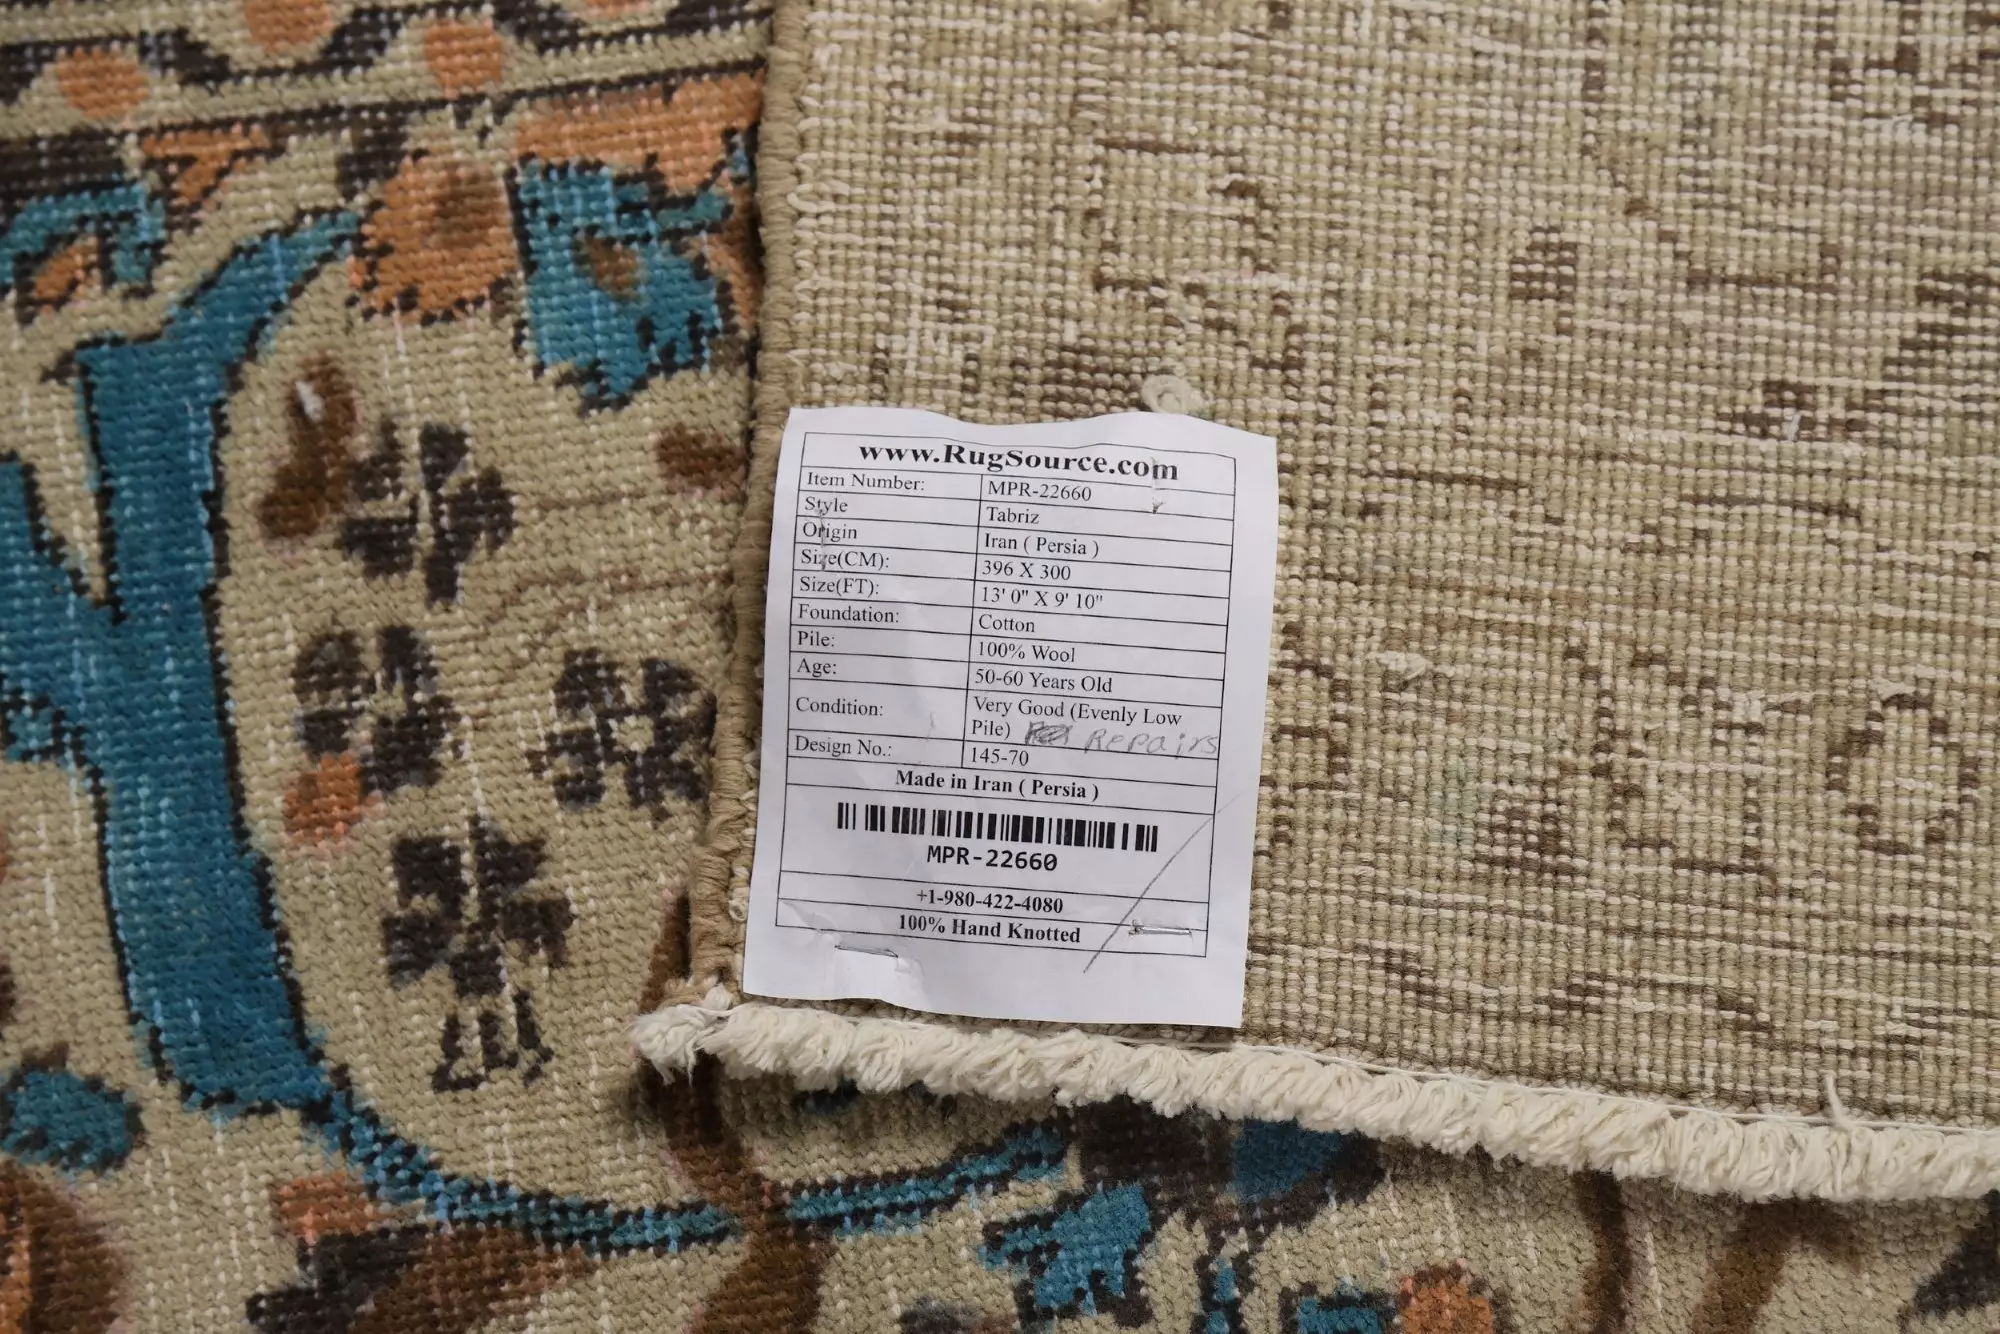 www.RugSource.com
Item Number: MPR-22660
Style Tabriz
Origin Iran ( Persia )
Size(CM): 396 X 300
Size(FT): 13' 0" X 9' 10"
Foundation: Cotton
Pile: 100% Wool
Age: 50-60 Years Old
Condition: Very Good (Evenly Low
Pile) Repairs
Design No.: 145-70
Made in Iran ( Persia )
MPR-22660
+1-980-422-4080
100% Hand Knotted